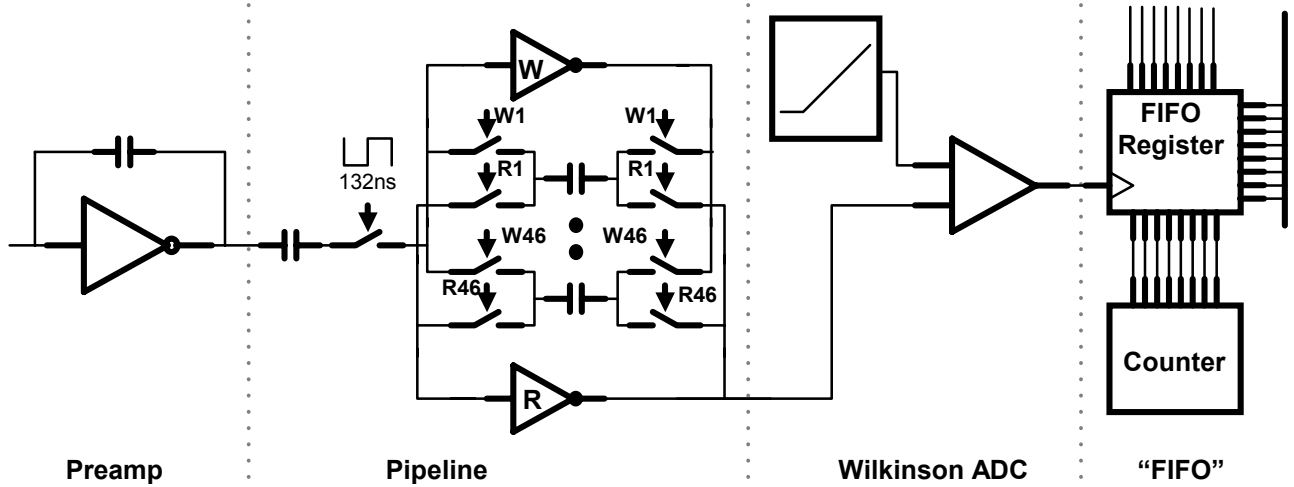 W
W1
W1
132ns
R1
R1
FIFO
Register
W46
W46
R46
R46
Counter
R
Preamp
Pipeline
Wilkinson ADC
“FIFO”